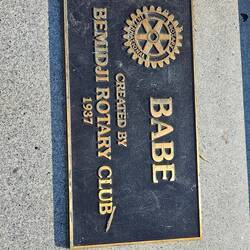 BABE
CREATED BY
BEMIDJI ROTARY CLUB
1937